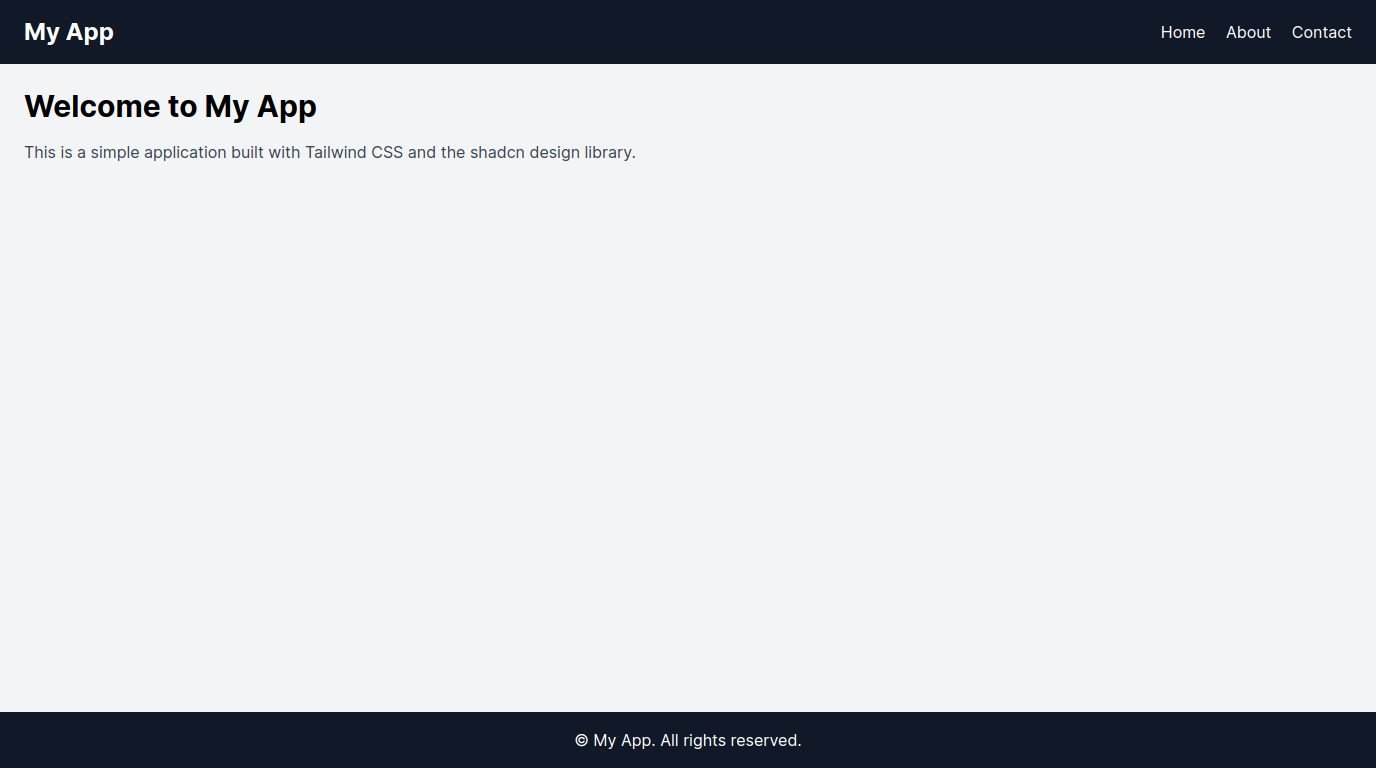 My App
Home About Contact
Welcome to My App
This is a simple application built with Tailwind CSS and the shadcn design library.
© My App. All rights reserved.